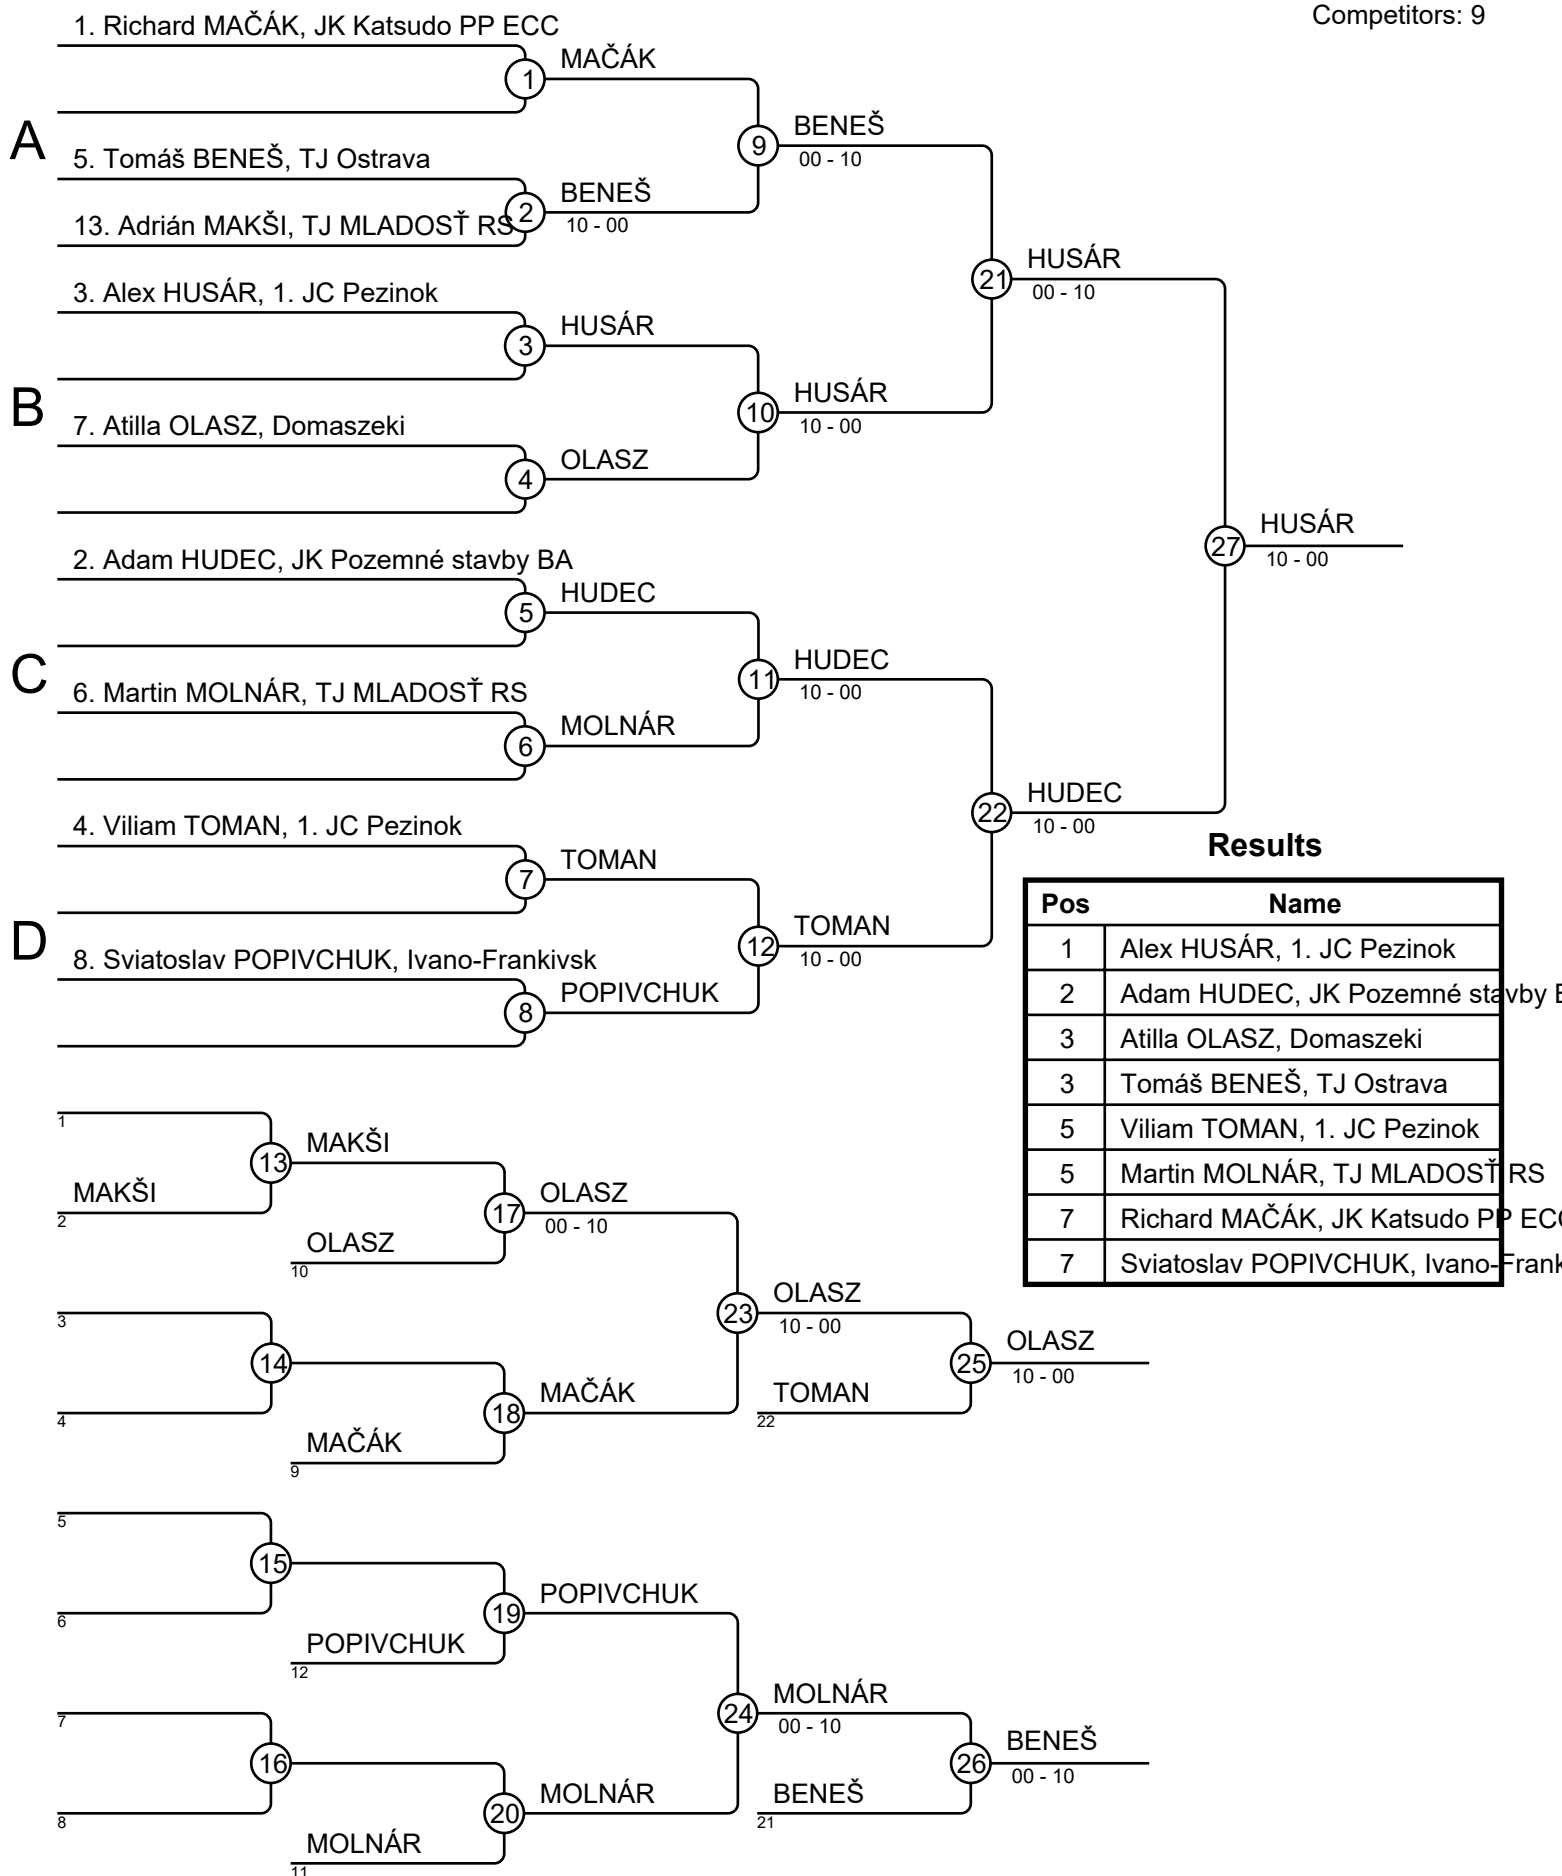 Competitors: 9
1. Richard MAČÁK, JK Katsudo PP ECC
1
MAČÁK
A
5. Tomáš BENEŠ, TJ Ostrava
13. Adrián MAKŠI, TJ MLADOSŤ RS
2
BENEŠ
10 - 00
9
BENEŠ
00 - 10
3. Alex HUSÁR, 1. JC Pezinok
3
HUSÁR
B
7. Atilla OLASZ, Domaszeki
4
OLASZ
10
HUSÁR
10 - 00
21
HUSÁR
00 - 10
2. Adam HUDEC, JK Pozemné stavby BA
5
HUDEC
C
6. Martin MOLNÁR, TJ MLADOSŤ RS
6
MOLNÁR
11
HUDEC
10 - 00
4. Viliam TOMAN, 1. JC Pezinok
7
TOMAN
D
8. Sviatoslav POPIVCHUK, Ivano-Frankivsk
8
POPIVCHUK
12
TOMAN
10 - 00
22
HUDEC
10 - 00
27
HUSÁR
10 - 00
Results
Pos Name
1 Alex HUSÁR, 1. JC Pezinok
2 Adam HUDEC, JK Pozemné stavby
3 Atilla OLASZ, Domaszeki
3 Tomáš BENEŠ, TJ Ostrava
5 Viliam TOMAN, 1. JC Pezinok
5 Martin MOLNÁR, TJ MLADOSŤ RS
7 Richard MAČÁK, JK Katsudo PP ECC
7 Sviatoslav POPIVCHUK, Ivano-Frank
1
MAKŠI
2
13
MAKŠI
OLASZ
10
17
OLASZ
00 - 10
3
4
14
MAČÁK
9
18
MAČÁK
23
OLASZ
10 - 00
TOMAN
22
25
OLASZ
10 - 00
5
6
15
POPIVCHUK
12
19
POPIVCHUK
7
8
16
MOLNÁR
11
20
MOLNÁR
24
MOLNÁR
00 - 10
BENEŠ
21
26
BENEŠ
00 - 10